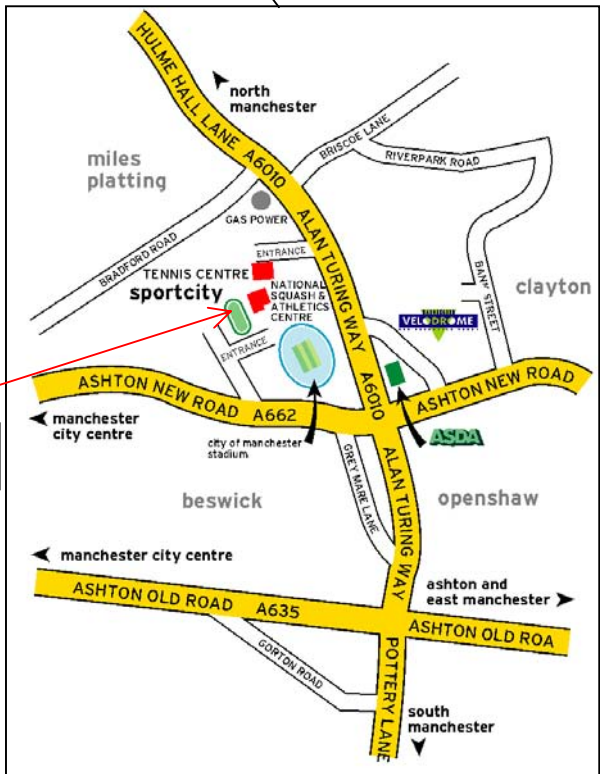 HULME HALL LANE A6010
north
manchester
BRISCOE LANE
RIVERPARK ROAD
miles
platting
GAS POWER
ALAN TURING WAY
BRADFORD ROAD
ENTRANCE
TENNIS CENTRE
sportcity
NATIONAL
SQUASH &
ATHLETICS
CENTRE
BANK STREET
clayton
VELODROME
ENTRANCE
A6010
ASHTON NEW ROAD A662
ASHTON NEW ROAD
manchester
city centre
city of manchester
stadium
ASDA
GREY MARE LANE
ALAN TURING WAY
beswick
openshaw
manchester city centre
ashton and
east manchester
ASHTON OLD ROAD A635
ASHTON OLD ROA
GORTON ROAD
POTTERY LANE
south
manchester